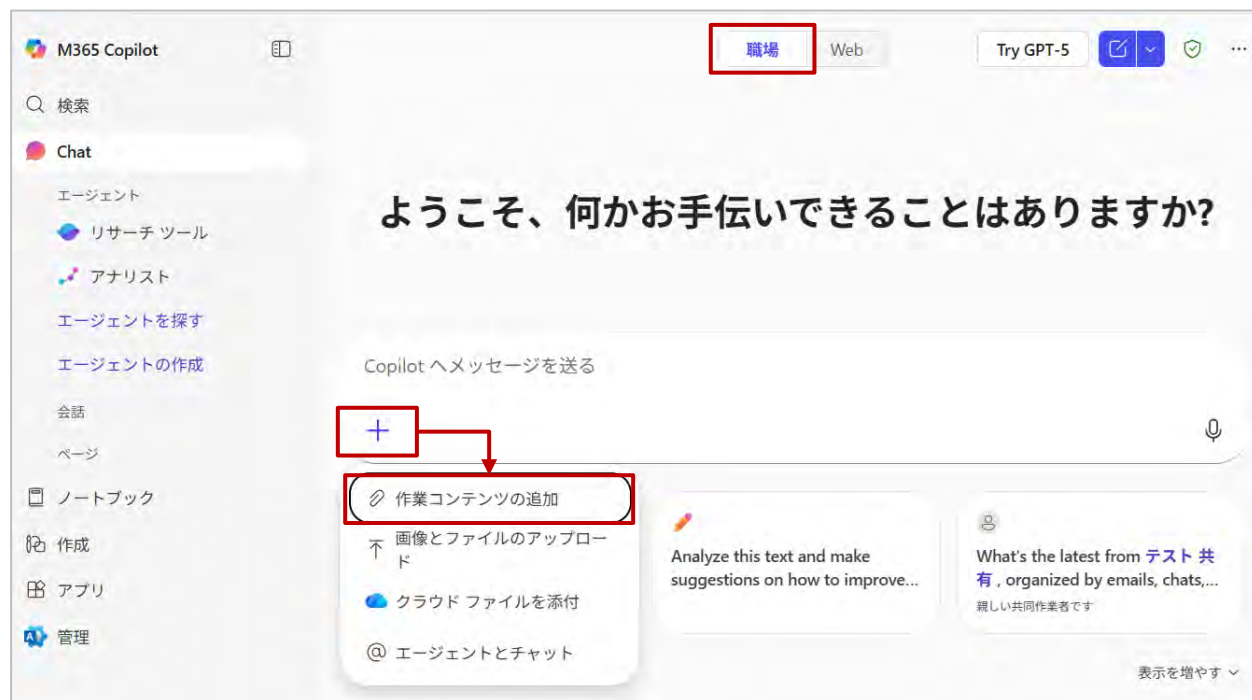 M365 Copilot
職場
Web
Try GPT-5
検索
Chat
エージェント
リサーチ ツール
アナリスト
エージェントを探す
エージェントの作成
会話
ページ
ノートブック
作成
アプリ
管理
ようこそ、何かお手伝いできることはありますか?
Copilot へメッセージを送る
作業コンテンツの追加
画像とファイルのアップロー
ド
クラウド ファイルを添付
@ エージェントとチャット
Analyze this text and make
suggestions on how to improve...
What's the latest from テスト 共
有 , organized by emails, chats,...
親しい共同作業者です
表示を増やす